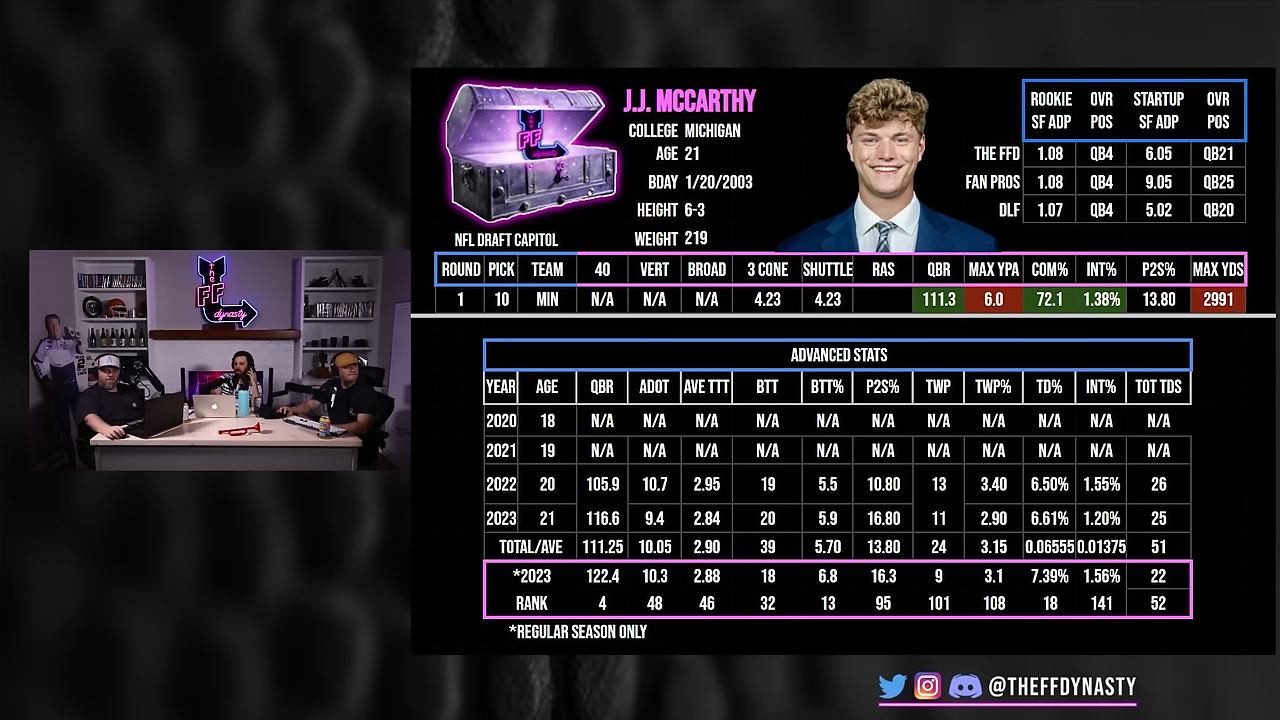 J.J. MCCARTHY
COLLEGE MICHIGAN
AGE 21
BDAY 1/20/2003
HEIGHT 6-3
WEIGHT 219
FF
dynasty
NFL DRAFT CAPITOL
ROOKIE SF ADP OVR POS STARTUP SF ADP OVR POS
THE FFD 1.08 QB4 6.05 QB21
FAN PROS 1.08 QB4 9.05 QB25
DLF 1.07 QB4 5.02 QB20
ROUND PICK TEAM 40 VERT BROAD 3 CONE SHUTTLE RAS QBR MAX YPA COM% INT% P2S% MAX YDS
1 10 MIN N/A N/A N/A 4.23 4.23 111.3 6.0 72.1 1.38% 13.80 2991
the
FF
dynasty
ADVANCED STATS
YEAR AGE QBR ADOT AVE TTT BTT BTT% P2S% TWP TWP% TD% INT% TOT TDS
2020 18 N/A N/A N/A N/A N/A N/A N/A N/A N/A N/A N/A
2021 19 N/A N/A N/A N/A N/A N/A N/A N/A N/A N/A N/A
2022 20 105.9 10.7 2.95 19 5.5 10.80 13 3.40 6.50% 1.55% 26
2023 21 116.6 9.4 2.84 20 5.9 16.80 11 2.90 6.61% 1.20% 25
TOTAL/AVE 111.25 10.05 2.90 39 5.70 13.80 24 3.15 0.06555 0.01375 51
*2023 122.4 10.3 2.88 18 6.8 16.3 9 3.1 7.39% 1.56% 22
RANK 4 48 46 32 13 95 101 108 18 141 52
*REGULAR SEASON ONLY
@THEFFDYNASTY